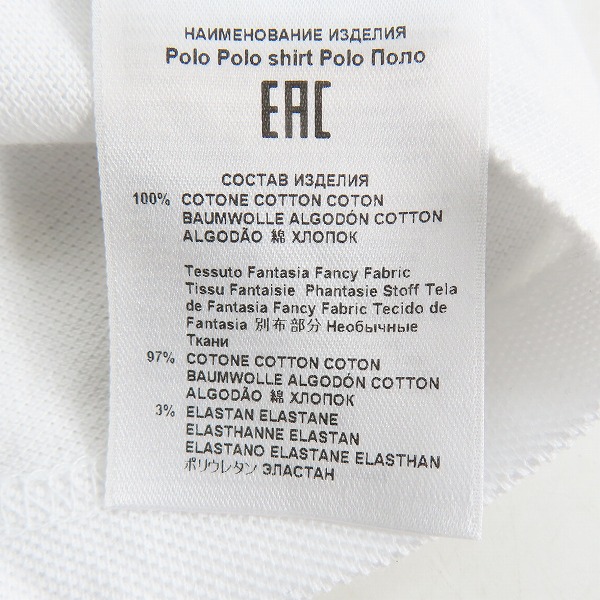 НАИМЕНОВАНИЕ ИЗДЕЛИЯ
Polo Polo shirt Polo Поло
EAC
СОСТАВ ИЗДЕЛИЯ
100% COTONE COTTON COTON
BAUMWOLLE ALGODÓN COTTON
ALGODÃO 綿 ХЛОПОК
Tessuto Fantasia Fancy Fabric
Tissu Fantaisie Phantasie Stoff Tela
de Fantasia Fancy Fabric Tecido de
Fantasia 別布部分 Необычные
Ткани
97% COTONE COTTON COTON
BAUMWOLLE ALGODÓN COTTON
ALGODÃO 綿 ХЛОПОК
3% ELASTAN ELASTANE
ELASTHANNE ELASTAN
ELASTANO ELASTANE ELASTHAN
ポリウレタン ЭЛАСТАН